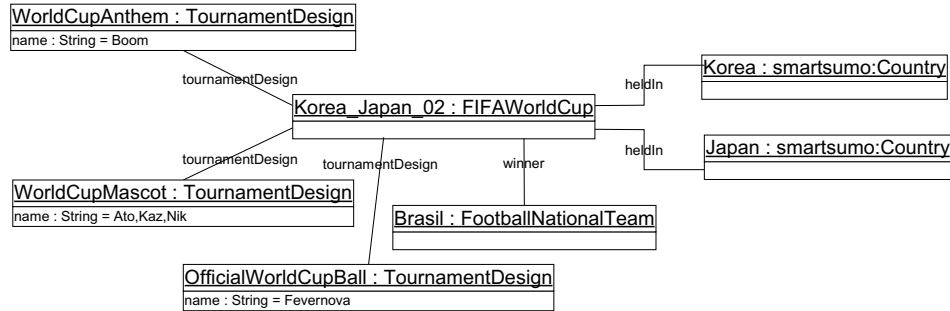 WorldCupAnthem : TournamentDesign
name : String = Boom
tournamentDesign
Korea : smartsumo:Country
heldIn
Korea_Japan_02 : FIFAWorldCup
Japan : smartsumo:Country
heldIn
tournamentDesign
tournamentDesign
winner
WorldCupMascot : TournamentDesign
name : String = Ato,Kaz,Nik
Brasil : FootballNationalTeam
OfficialWorldCupBall : TournamentDesign
name : String = Fevernova